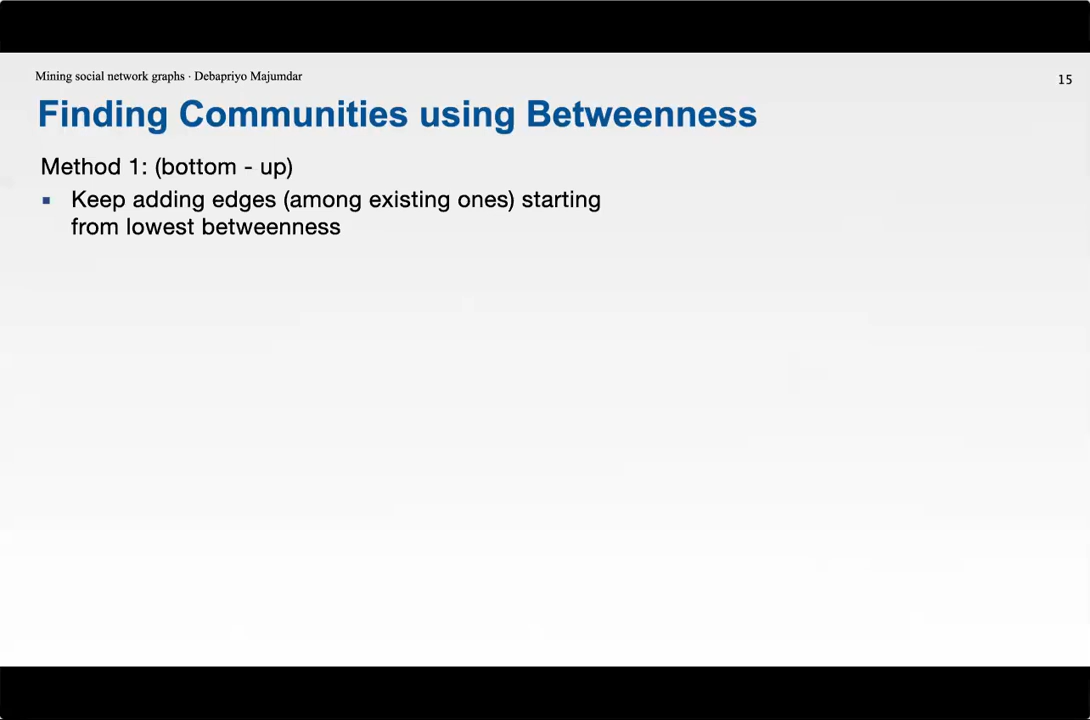 Mining social network graphs · Debapriyo Majumdar
15
Finding Communities using Betweenness
Method 1: (bottom - up)
▪ Keep adding edges (among existing ones) starting
from lowest betweenness